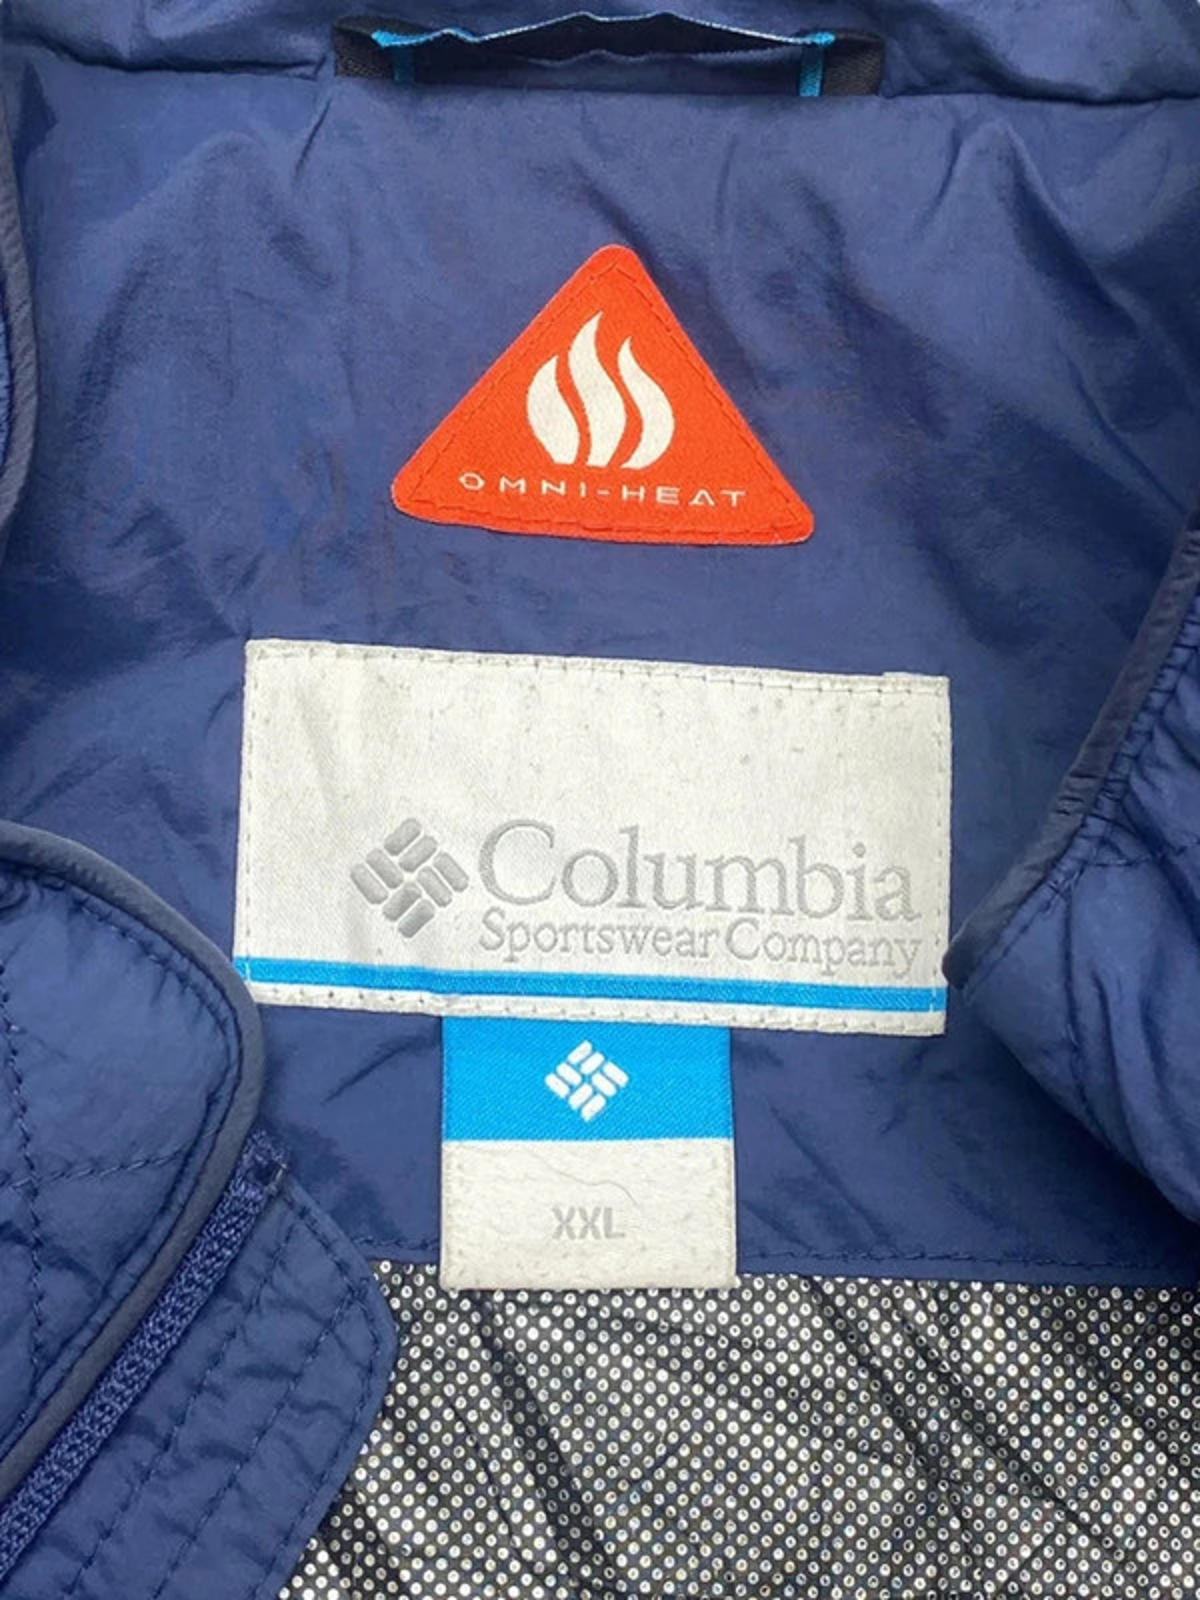 OMNI-HEAT
Columbia
Sportswear Company
XXL